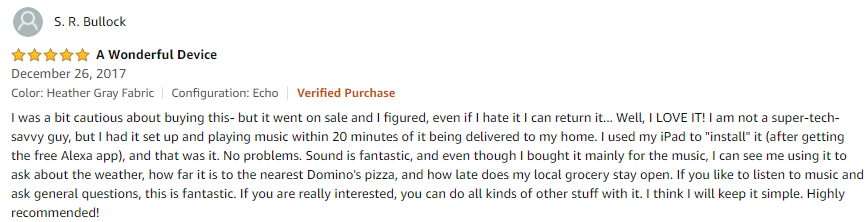 S. R. Bullock
A Wonderful Device
December 26, 2017
Color: Heather Gray Fabric | Configuration: Echo | Verified Purchase
I was a bit cautious about buying this- but it went on sale and I figured, even if I hate it I can return it... Well, I LOVE IT! I am not a super-tech-
savvy guy, but I had it set up and playing music within 20 minutes of it being delivered to my home. I used my iPad to "install" it (after getting
the free Alexa app), and that was it. No problems. Sound is fantastic, and even though I bought it mainly for the music, I can see me using it to
ask about the weather, how far it is to the nearest Domino's pizza, and how late does my local grocery stay open. If you like to listen to music and
ask general questions, this is fantastic. If you are really interested, you can do all kinds of other stuff with it. I think I will keep it simple. Highly
recommended!